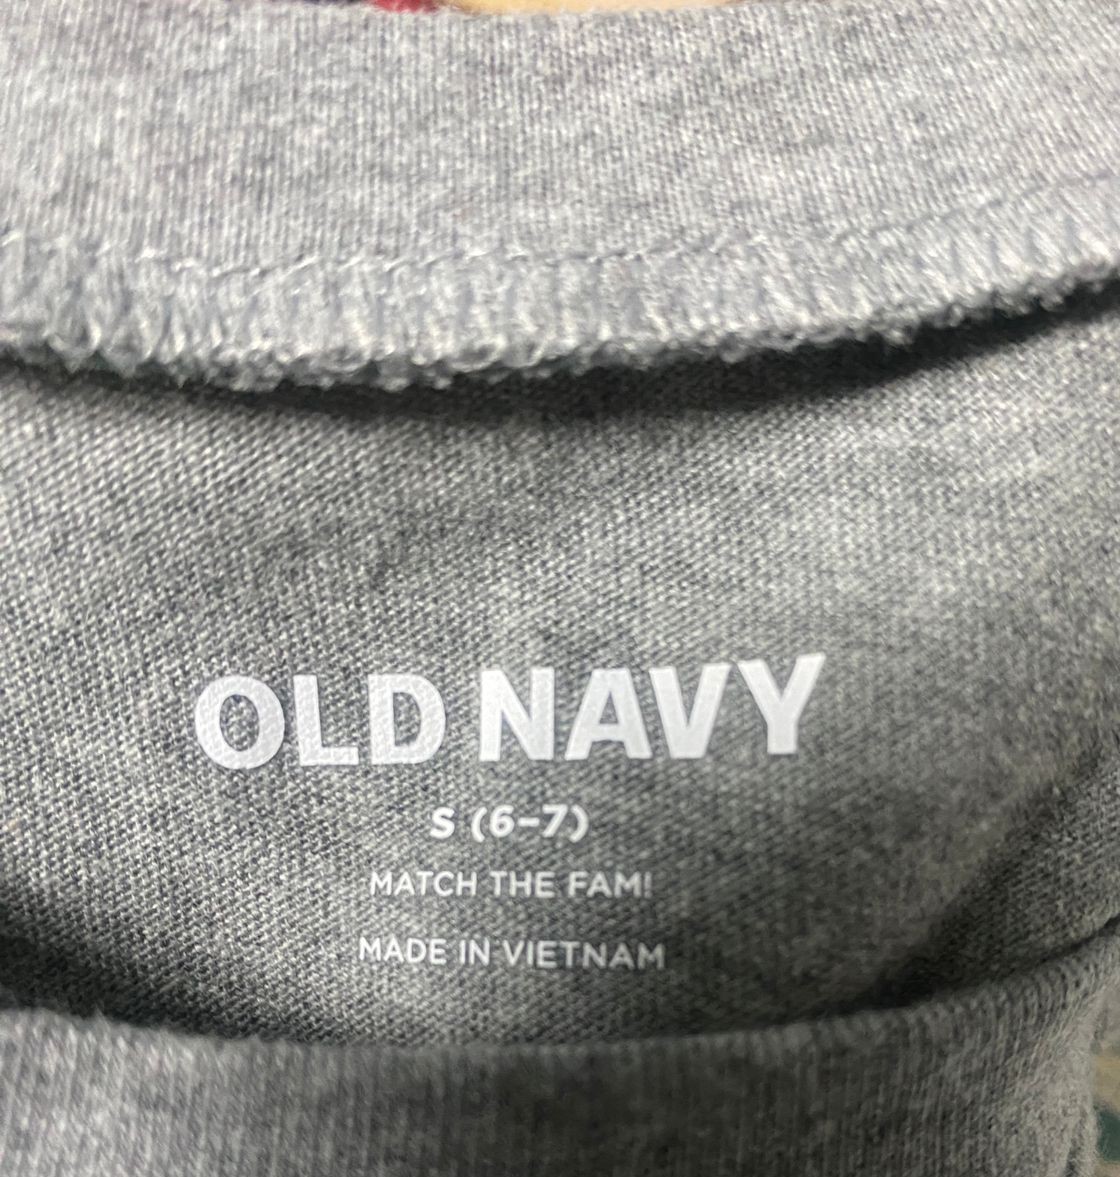 OLD NAVY
S (6-7)
MATCH THE FAM!
MADE IN VIETNAM